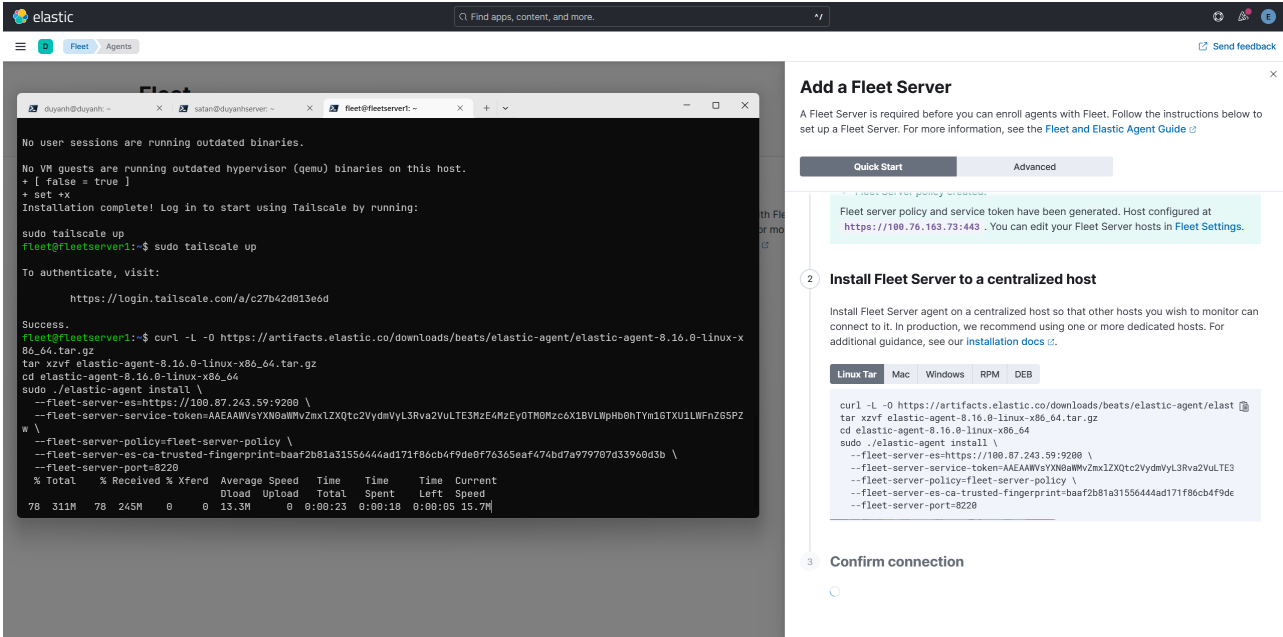 elastic
Find apps, content, and more.
^/
E
D
Fleet
Agents
Send feedback
Fleet
duyanh@duyanh: ~
satan@duyanhserver: ~
fleet@fleetserver1: ~
No user sessions are running outdated binaries.
No VM guests are running outdated hypervisor (qemu) binaries on this host.
+ [ false = true ]
+ set +x
Installation complete! Log in to start using Tailscale by running:
sudo tailscale up
fleet@fleetserver1:~$ sudo tailscale up
To authenticate, visit:
https://login.tailscale.com/a/c27b42d013e6d
Success.
fleet@fleetserver1:~$ curl -L -O https://artifacts.elastic.co/downloads/beats/elastic-agent/elastic-agent-8.16.0-linux-x
86_64.tar.gz
tar xzvf elastic-agent-8.16.0-linux-x86_64.tar.gz
cd elastic-agent-8.16.0-linux-x86_64
sudo ./elastic-agent install \
--fleet-server-es=https://100.87.243.59:9200 \
--fleet-server-service-token=AAEAAWVsYXN0aWMvZmxlZXQtc2VydmVyL3Rva2VuLTE3MzE4MzEyOTM0Mzc6X1BVLWpHb0hTYm1GTXU1LWFnZG5PZ
w \
--fleet-server-policy=fleet-server-policy \
--fleet-server-es-ca-trusted-fingerprint=baaf2b81a31556444ad171f86cb4f9de0f76365eaf474bd7a979707d33960d3b \
--fleet-server-port=8220
% Total % Received % Xferd Average Speed Time Time Time Current
Dload Upload Total Spent Left Speed
78 311M 78 245M 0 0 13.3M 0 0:00:23 0:00:18 0:00:05 15.7M
Add a Fleet Server
A Fleet Server is required before you can enroll agents with Fleet. Follow the instructions below to
set up a Fleet Server. For more information, see the Fleet and Elastic Agent Guide
Quick Start
Advanced
Fleet Server policy created.
Fleet server policy and service token have been generated. Host configured at
https://100.76.163.73:443 . You can edit your Fleet Server hosts in Fleet Settings.
2
Install Fleet Server to a centralized host
Install Fleet Server agent on a centralized host so that other hosts you wish to monitor can
connect to it. In production, we recommend using one or more dedicated hosts. For
additional guidance, see our installation docs.
Linux Tar
Mac
Windows
RPM
DEB
curl -L -O https://artifacts.elastic.co/downloads/beats/elastic-agent/elast
tar xzvf elastic-agent-8.16.0-linux-x86_64.tar.gz
cd elastic-agent-8.16.0-linux-x86_64
sudo ./elastic-agent install \
--fleet-server-es=https://100.87.243.59:9200 \
--fleet-server-service-token=AAEAAWVsYXN0aWMvZmxlZXQtc2VydmVyL3Rva2VuLTE3
--fleet-server-policy=fleet-server-policy \
--fleet-server-es-ca-trusted-fingerprint=baaf2b81a31556444ad171f86cb4f9de
--fleet-server-port=8220
3
Confirm connection